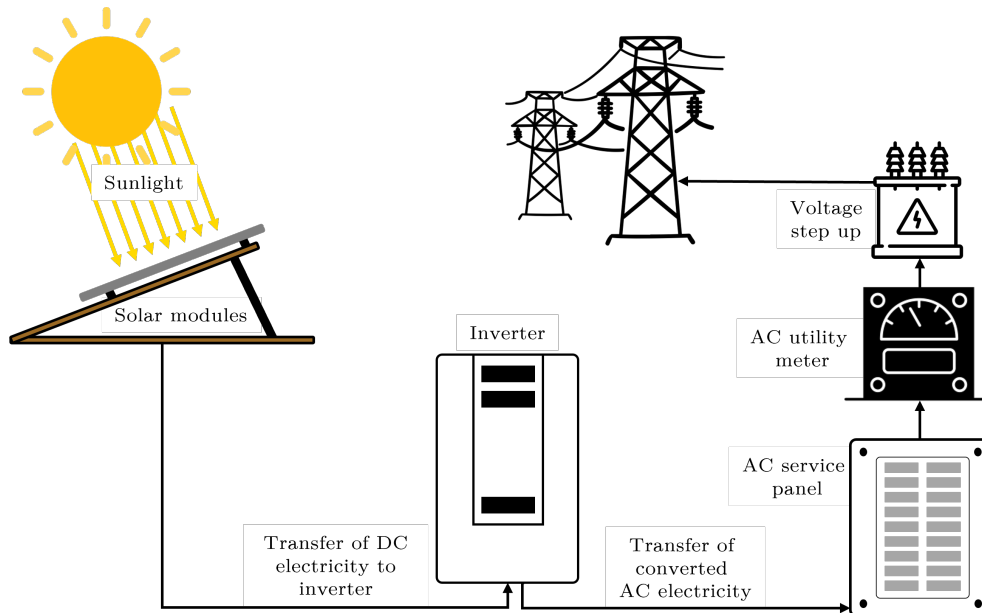 Sunlight
Solar modules
Inverter
Transfer of DC
electricity to
inverter
Transfer of
converted
AC electricity
AC service
panel
AC utility
meter
Voltage
step up